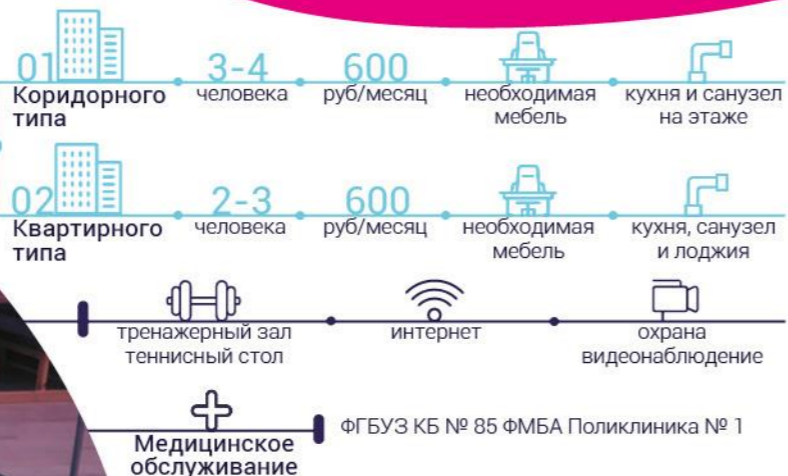 01 3-4 600
Коридорного человека руб/месяц необходимая кухня и санузел
типа мебель на этаже
02 2-3 600
Квартирного человека руб/месяц необходимая кухня, санузел
типа мебель и лоджия
тренажерный зал интернет охрана
теннисный стол видеонаблюдение
ФГБУЗ КБ № 85 ФМБА Поликлиника № 1
Медицинское
обслуживание